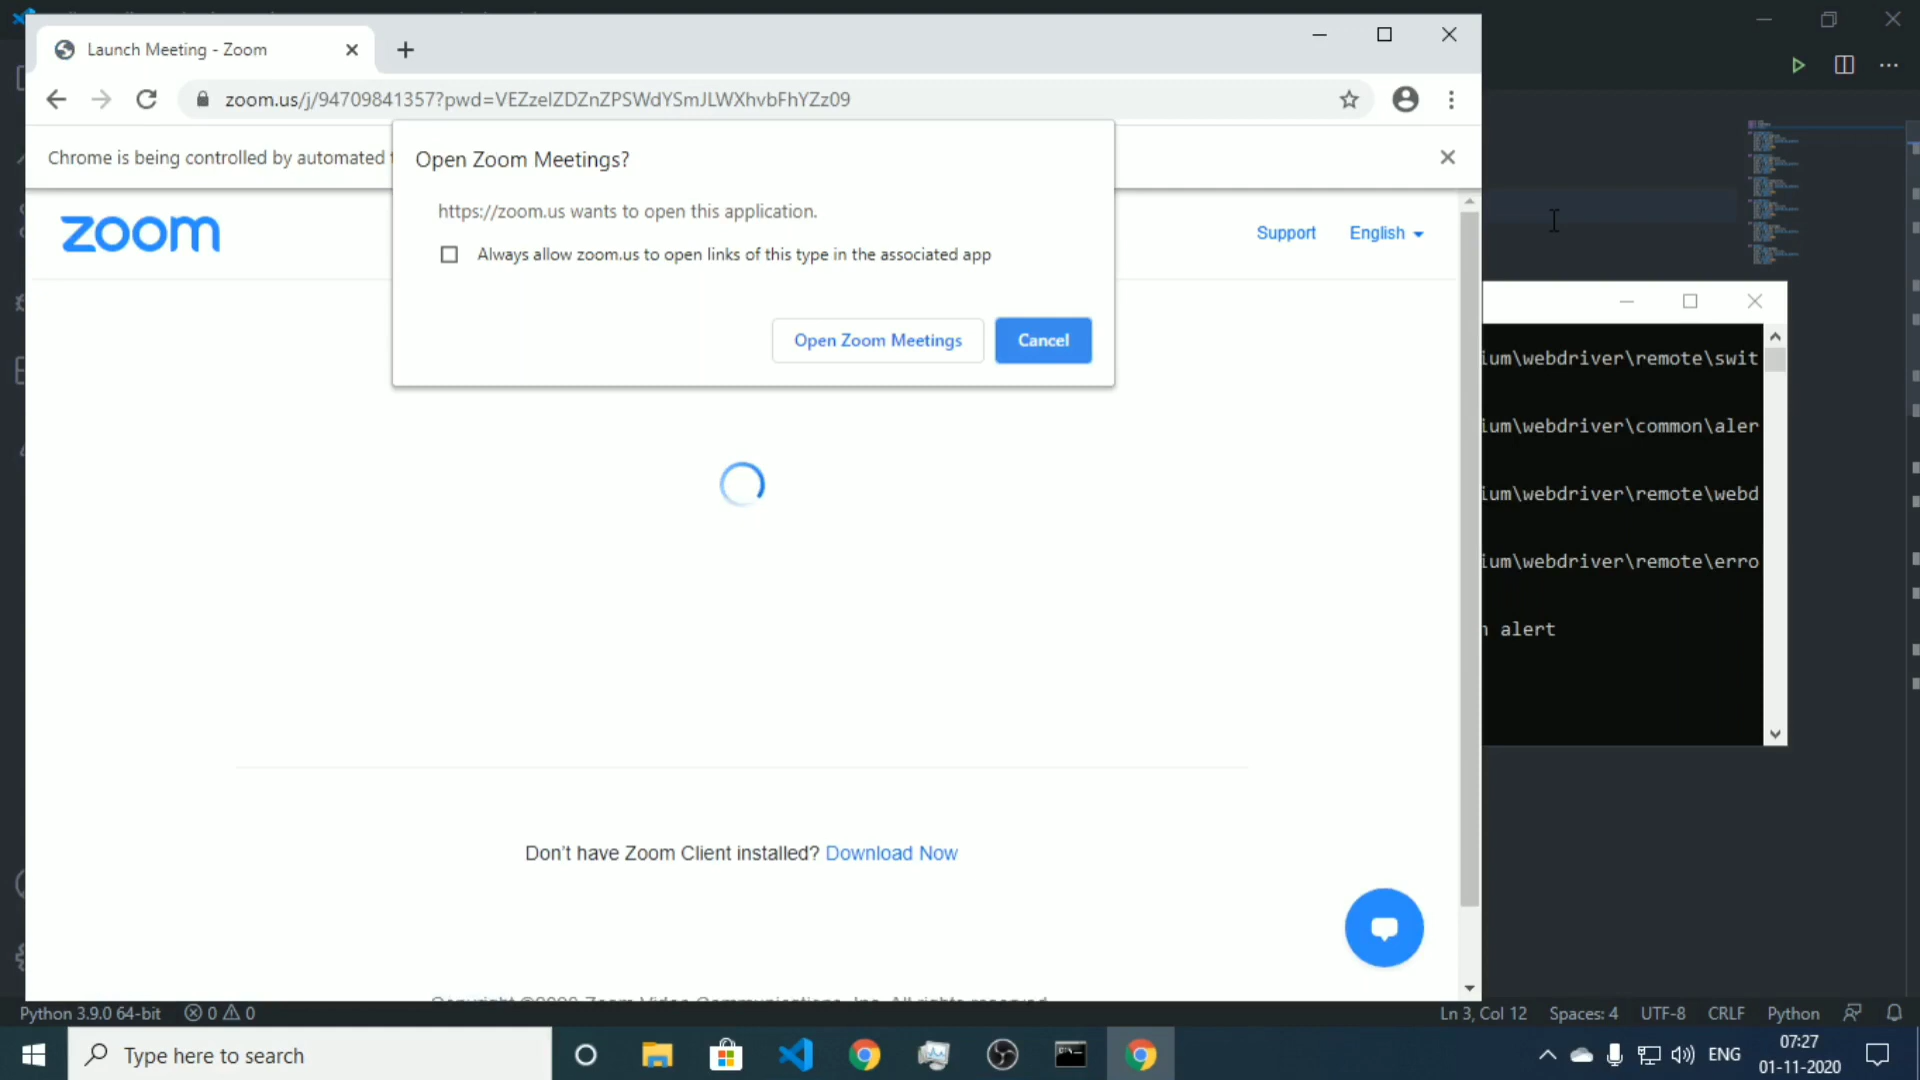 Launch Meeting - Zoom
zoom.us/j/94709841357?pwd=VEZzelZDZnZPSWdYSmJLWXhvbFhYZz09
Chrome is being controlled by automated
Open Zoom Meetings?
https://zoom.us wants to open this application.
Always allow zoom.us to open links of this type in the associated app
Open Zoom Meetings
Cancel
zoom
Support
English
ium\webdriver\remote\swit
ium\webdriver\common\aler
ium\webdriver\remote\webd
ium\webdriver\remote\erro
alert
Don't have Zoom Client installed? Download Now
Python 3.9.0 64-bit
0
0
Ln 3, Col 12
Spaces: 4
UTF-8
CRLF
Python
Type here to search
ENG
07:27
01-11-2020